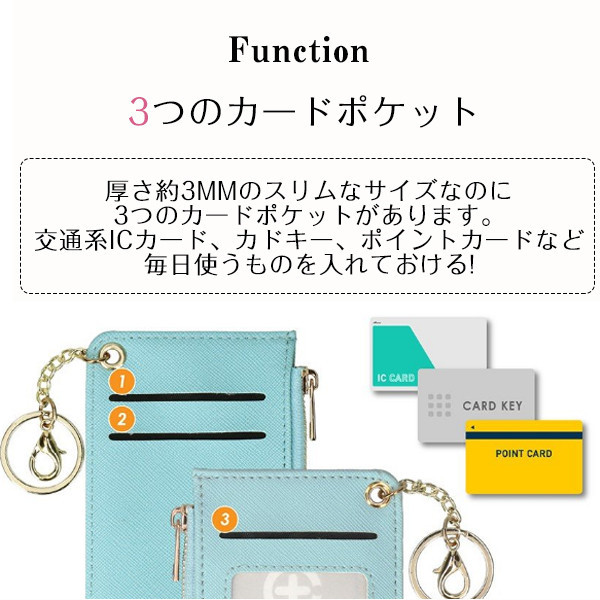 Function
3つのカードポケット
厚さ約3MMのスリムなサイズなのに
3つのカードポケットがあります。
交通系ICカード、カドキー、ポイントカードなど
毎日使うものを入れておける!
1
2
3
IC CARD
CARD KEY
POINT CARD